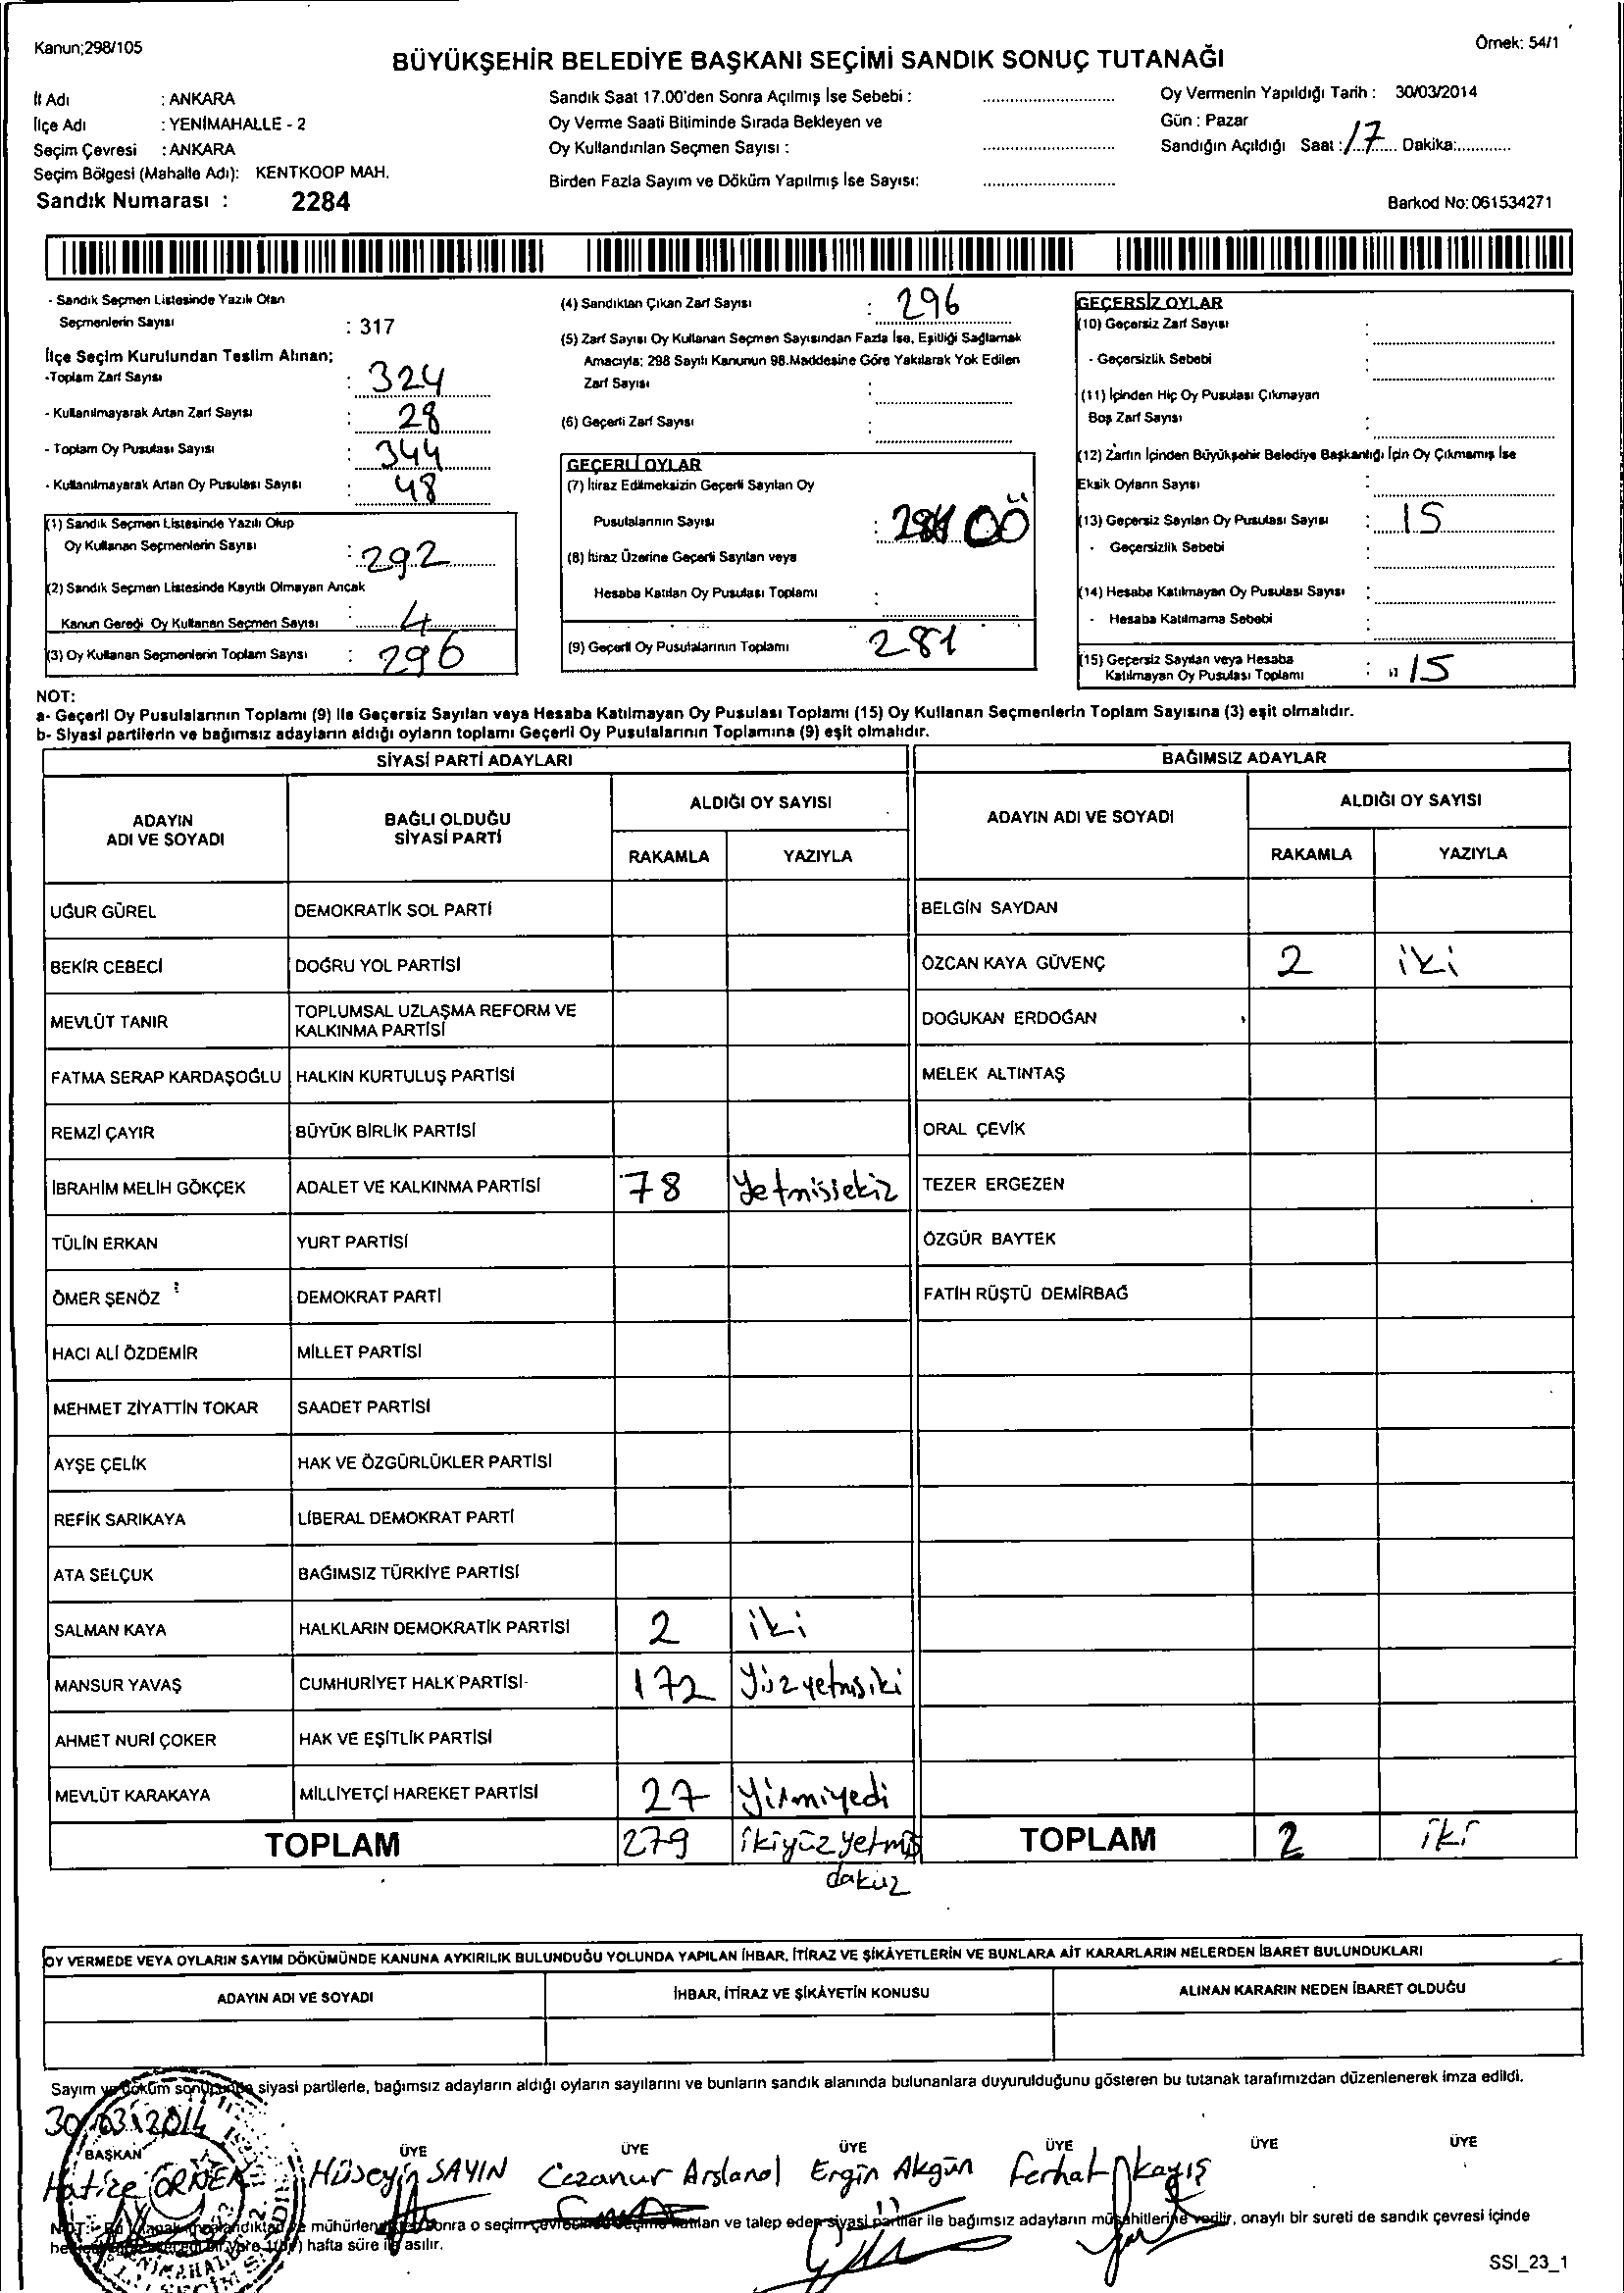 Kanun;298/105
Örnek: 54/1
BÜYÜKŞEHİR BELEDİYE BAŞKANI SEÇİMİ SANDIK SONUÇ TUTANAĞI
İl Adı : ANKARA
İlçe Adı : YENİMAHALLE - 2
Seçim Çevresi : ANKARA
Seçim Bölgesi (Mahalle Adı): KENTKOOP MAH.
Sandık Numarası : 2284
Sandık Saat 17.00'den Sonra Açılmış İse Sebebi :
Oy Verme Saati Bitiminde Sırada Bekleyen ve
Oy Kullandırılan Seçmen Sayısı :
Birden Fazla Sayım ve Döküm Yapılmış İse Sayısı:
Oy Vermenin Yapıldığı Tarih : 30/03/2014
Gün : Pazar
Sandığın Açıldığı Saat : 17 Dakika:
Barkod No: 061534271
- Sandık Seçmen Listesinde Yazılı Olan
Seçmenlerin Sayısı : 317
İlçe Seçim Kurulundan Teslim Alınan;
-Toplam Zarf Sayısı : 324
- Kullanılmayarak Artan Zarf Sayısı : 28
- Toplam Oy Pusulası Sayısı : 344
- Kullanılmayarak Artan Oy Pusulası Sayısı : 48
(1) Sandık Seçmen Listesinde Yazılı Olup
Oy Kullanan Seçmenlerin Sayısı : 292
(2) Sandık Seçmen Listesinde Kayıtlı Olmayan Ancak
Kanun Gereği Oy Kullanan Seçmen Sayısı : 4
(3) Oy Kullanan Seçmenlerin Toplam Sayısı : 296
(4) Sandıktan Çıkan Zarf Sayısı : 296
(5) Zarf Sayısı Oy Kullanan Seçmen Sayısından Fazla İse, Eşitliği Sağlamak
Amacıyla; 298 Sayılı Kanunun 98.Maddesine Göre Yakılarak Yok Edilen
Zarf Sayısı :
(6) Geçerli Zarf Sayısı :
GEÇERLİ OYLAR
(7) İtiraz Edilmeksizin Geçerli Sayılan Oy
Pusulalarının Sayısı :
(8) İtiraz Üzerine Geçerli Sayılan veya
Hesaba Katılan Oy Pusulası Toplamı :
(9) Geçerli Oy Pusulalarının Toplamı : 281
GEÇERSİZ OYLAR
(10) Geçersiz Zarf Sayısı :
- Geçersizlik Sebebi :
(11) İçinden Hiç Oy Pusulası Çıkmayan
Boş Zarf Sayısı :
(12) Zarfın İçinden Büyükşehir Belediye Başkanlığı İçin Oy Çıkmamış İse
Eksik Oyların Sayısı :
(13) Geçersiz Sayılan Oy Pusulası Sayısı : 15
- Geçersizlik Sebebi :
(14) Hesaba Katılmayan Oy Pusulası Sayısı :
- Hesaba Katılmama Sebebi :
(15) Geçersiz Sayılan veya Hesaba
Katılmayan Oy Pusulası Toplamı : 15
NOT:
a- Geçerli Oy Pusulalarının Toplamı (9) ile Geçersiz Sayılan veya Hesaba Katılmayan Oy Pusulası Toplamı (15) Oy Kullanan Seçmenlerin Toplam Sayısına (3) eşit olmalıdır.
b- Siyasi partilerin ve bağımsız adayların aldığı oyların toplamı Geçerli Oy Pusulalarının Toplamına (9) eşit olmalıdır.
SİYASİ PARTİ ADAYLARI
ADAYIN ADI VE SOYADI BAĞLI OLDUĞU SİYASİ PARTİ ALDIĞI OY SAYISI
RAKAMLA YAZIYLA
UĞUR GÜREL DEMOKRATİK SOL PARTİ
BEKİR CEBECİ DOĞRU YOL PARTİSİ
MEVLÜT TANIR TOPLUMSAL UZLAŞMA REFORM VE
KALKINMA PARTİSİ
FATMA SERAP KARDAŞOĞLU HALKIN KURTULUŞ PARTİSİ
REMZİ ÇAYIR BÜYÜK BİRLİK PARTİSİ
İBRAHİM MELİH GÖKÇEK ADALET VE KALKINMA PARTİSİ 78 Yetmissekiz
TÜLİN ERKAN YURT PARTİSİ
ÖMER ŞENÖZ DEMOKRAT PARTİ
HACI ALİ ÖZDEMİR MİLLET PARTİSİ
MEHMET ZİYATTİN TOKAR SAADET PARTİSİ
AYŞE ÇELİK HAK VE ÖZGÜRLÜKLER PARTİSİ
REFİK SARIKAYA LİBERAL DEMOKRAT PARTİ
ATA SELÇUK BAĞIMSIZ TÜRKİYE PARTİSİ
SALMAN KAYA HALKLARIN DEMOKRATİK PARTİSİ 2 iki
MANSUR YAVAŞ CUMHURİYET HALK PARTİSİ 172 Yüzyetmisiki
AHMET NURİ ÇOKER HAK VE EŞİTLİK PARTİSİ
MEVLÜT KARAKAYA MİLLİYETÇİ HAREKET PARTİSİ 27 Yirmiyedi
TOPLAM 279 ikiyüzyetmiş
dokuz
BAĞIMSIZ ADAYLAR
ADAYIN ADI VE SOYADI ALDIĞI OY SAYISI
RAKAMLA YAZIYLA
BELGİN SAYDAN
ÖZCAN KAYA GÜVENÇ 2 iki
DOĞUKAN ERDOĞAN
MELEK ALTINTAŞ
ORAL ÇEVİK
TEZER ERGEZEN
ÖZGÜR BAYTEK
FATİH RÜŞTÜ DEMİRBAĞ
TOPLAM 2 iki
OY VERMEDE VEYA OYLARIN SAYIM DÖKÜMÜNDE KANUNA AYKIRILIK BULUNDUĞU YOLUNDA YAPILAN İHBAR, İTİRAZ VE ŞİKÂYETLERİN VE BUNLARA AİT KARARLARIN NELERDEN İBARET BULUNDUKLARI
ADAYIN ADI VE SOYADI İHBAR, İTİRAZ VE ŞİKÂYETİN KONUSU ALINAN KARARIN NEDEN İBARET OLDUĞU
Sayım ve döküm sonucunda siyasi partilerle, bağımsız adayların aldığı oyların sayılarını ve bunların sandık alanında bulunanlara duyurulduğunu gösteren bu tutanak tarafımızdan düzenlenerek imza edildi.
30/03/2014
BAŞKAN ÜYE ÜYE ÜYE ÜYE ÜYE ÜYE
Hatice ÖRNEK Hüseyin SAYIN Cezanur Arslanol Ergin Akgün Ferhat Kayış
NOT:- Bu tutanak imzalandıktan ve mühürlendikten sonra o seçim çevresinde seçime katılan ve talep eden siyasi partiler ile bağımsız adayların müşahitlerine verilir, onaylı bir sureti de sandık çevresi içinde
hafta süre ile asılır.
SSI_23_1